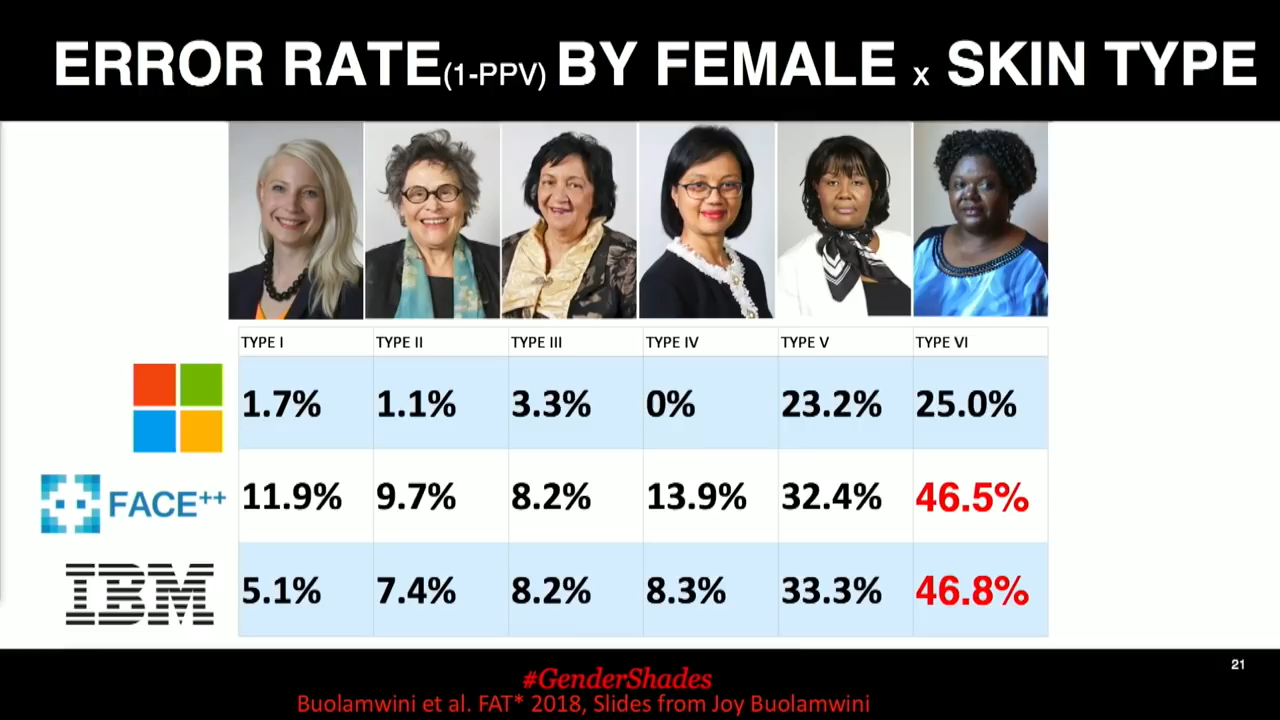 ERROR RATE(1-PPV) BY FEMALE x SKIN TYPE
TYPE I TYPE II TYPE III TYPE IV TYPE V TYPE VI
1.7% 1.1% 3.3% 0% 23.2% 25.0%
FACE++ 11.9% 9.7% 8.2% 13.9% 32.4% 46.5%
IBM 5.1% 7.4% 8.2% 8.3% 33.3% 46.8%
21
#GenderShades
Buolamwini et al. FAT* 2018, Slides from Joy Buolamwini